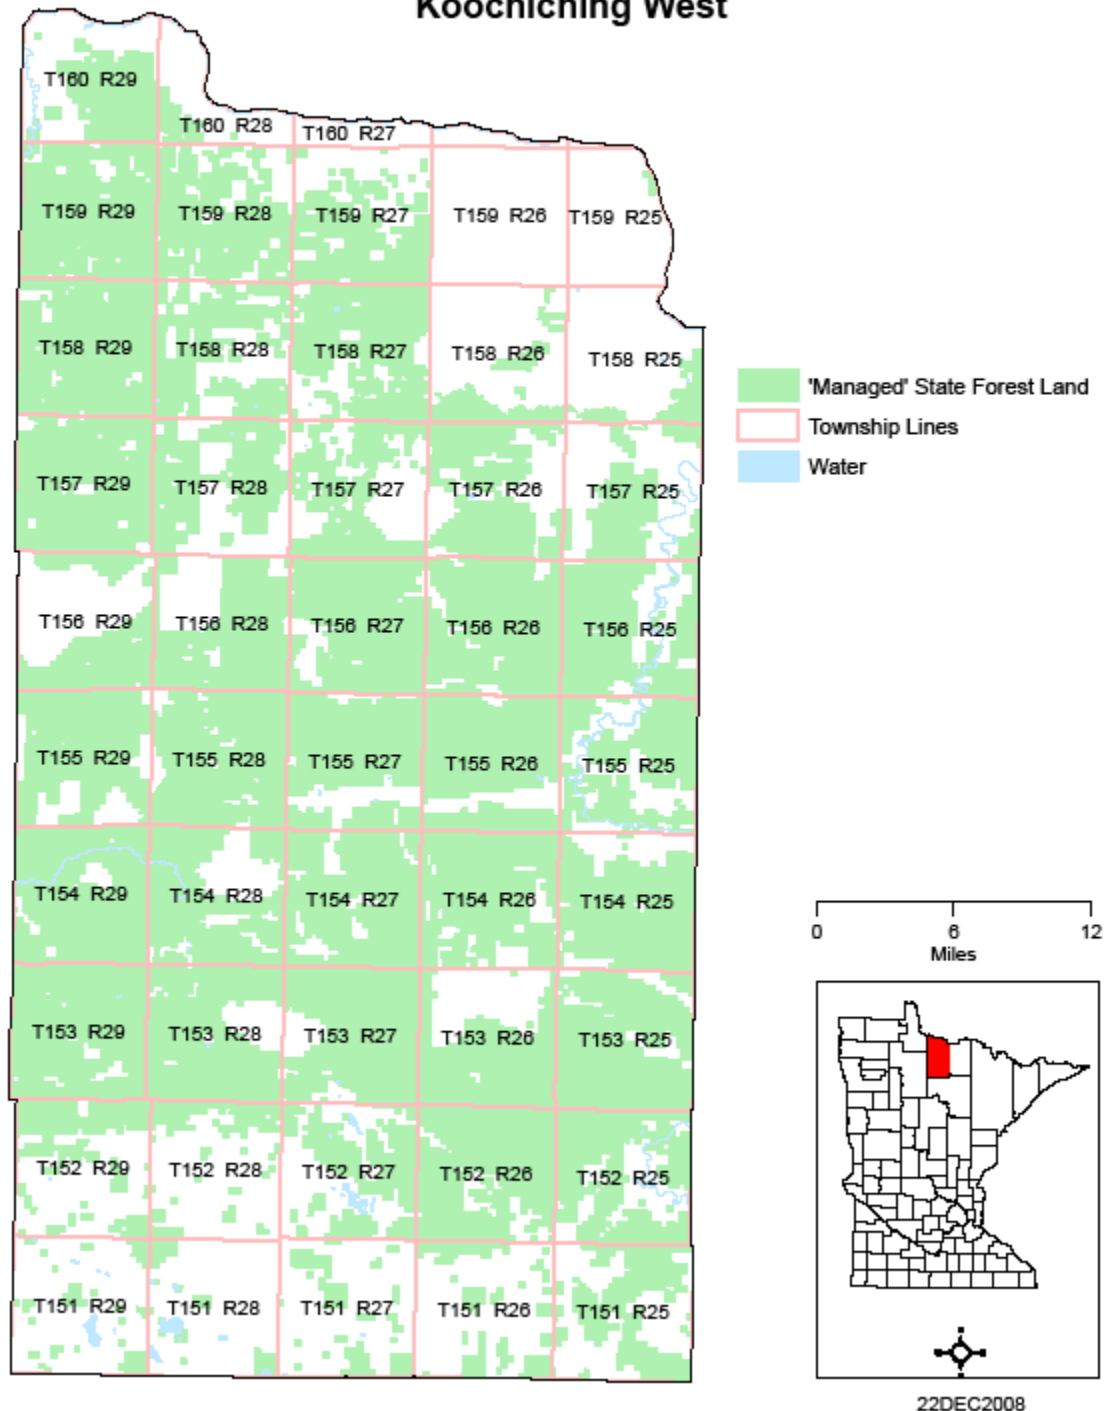 Koochiching West
T160 R29
T160 R28
T160 R27
T159 R29
T159 R28
T159 R27
T159 R26
T159 R25
T158 R29
T158 R28
T158 R27
T158 R26
T158 R25
'Managed' State Forest Land
Township Lines
Water
T157 R29
T157 R28
T157 R27
T157 R26
T157 R25
T156 R29
T156 R28
T156 R27
T156 R26
T156 R25
T155 R29
T155 R28
T155 R27
T155 R26
T155 R25
T154 R29
T154 R28
T154 R27
T154 R26
T154 R25
0 6 12
Miles
T153 R29
T153 R28
T153 R27
T153 R26
T153 R25
T152 R29
T152 R28
T152 R27
T152 R26
T152 R25
T151 R29
T151 R28
T151 R27
T151 R26
T151 R25
22DEC2008